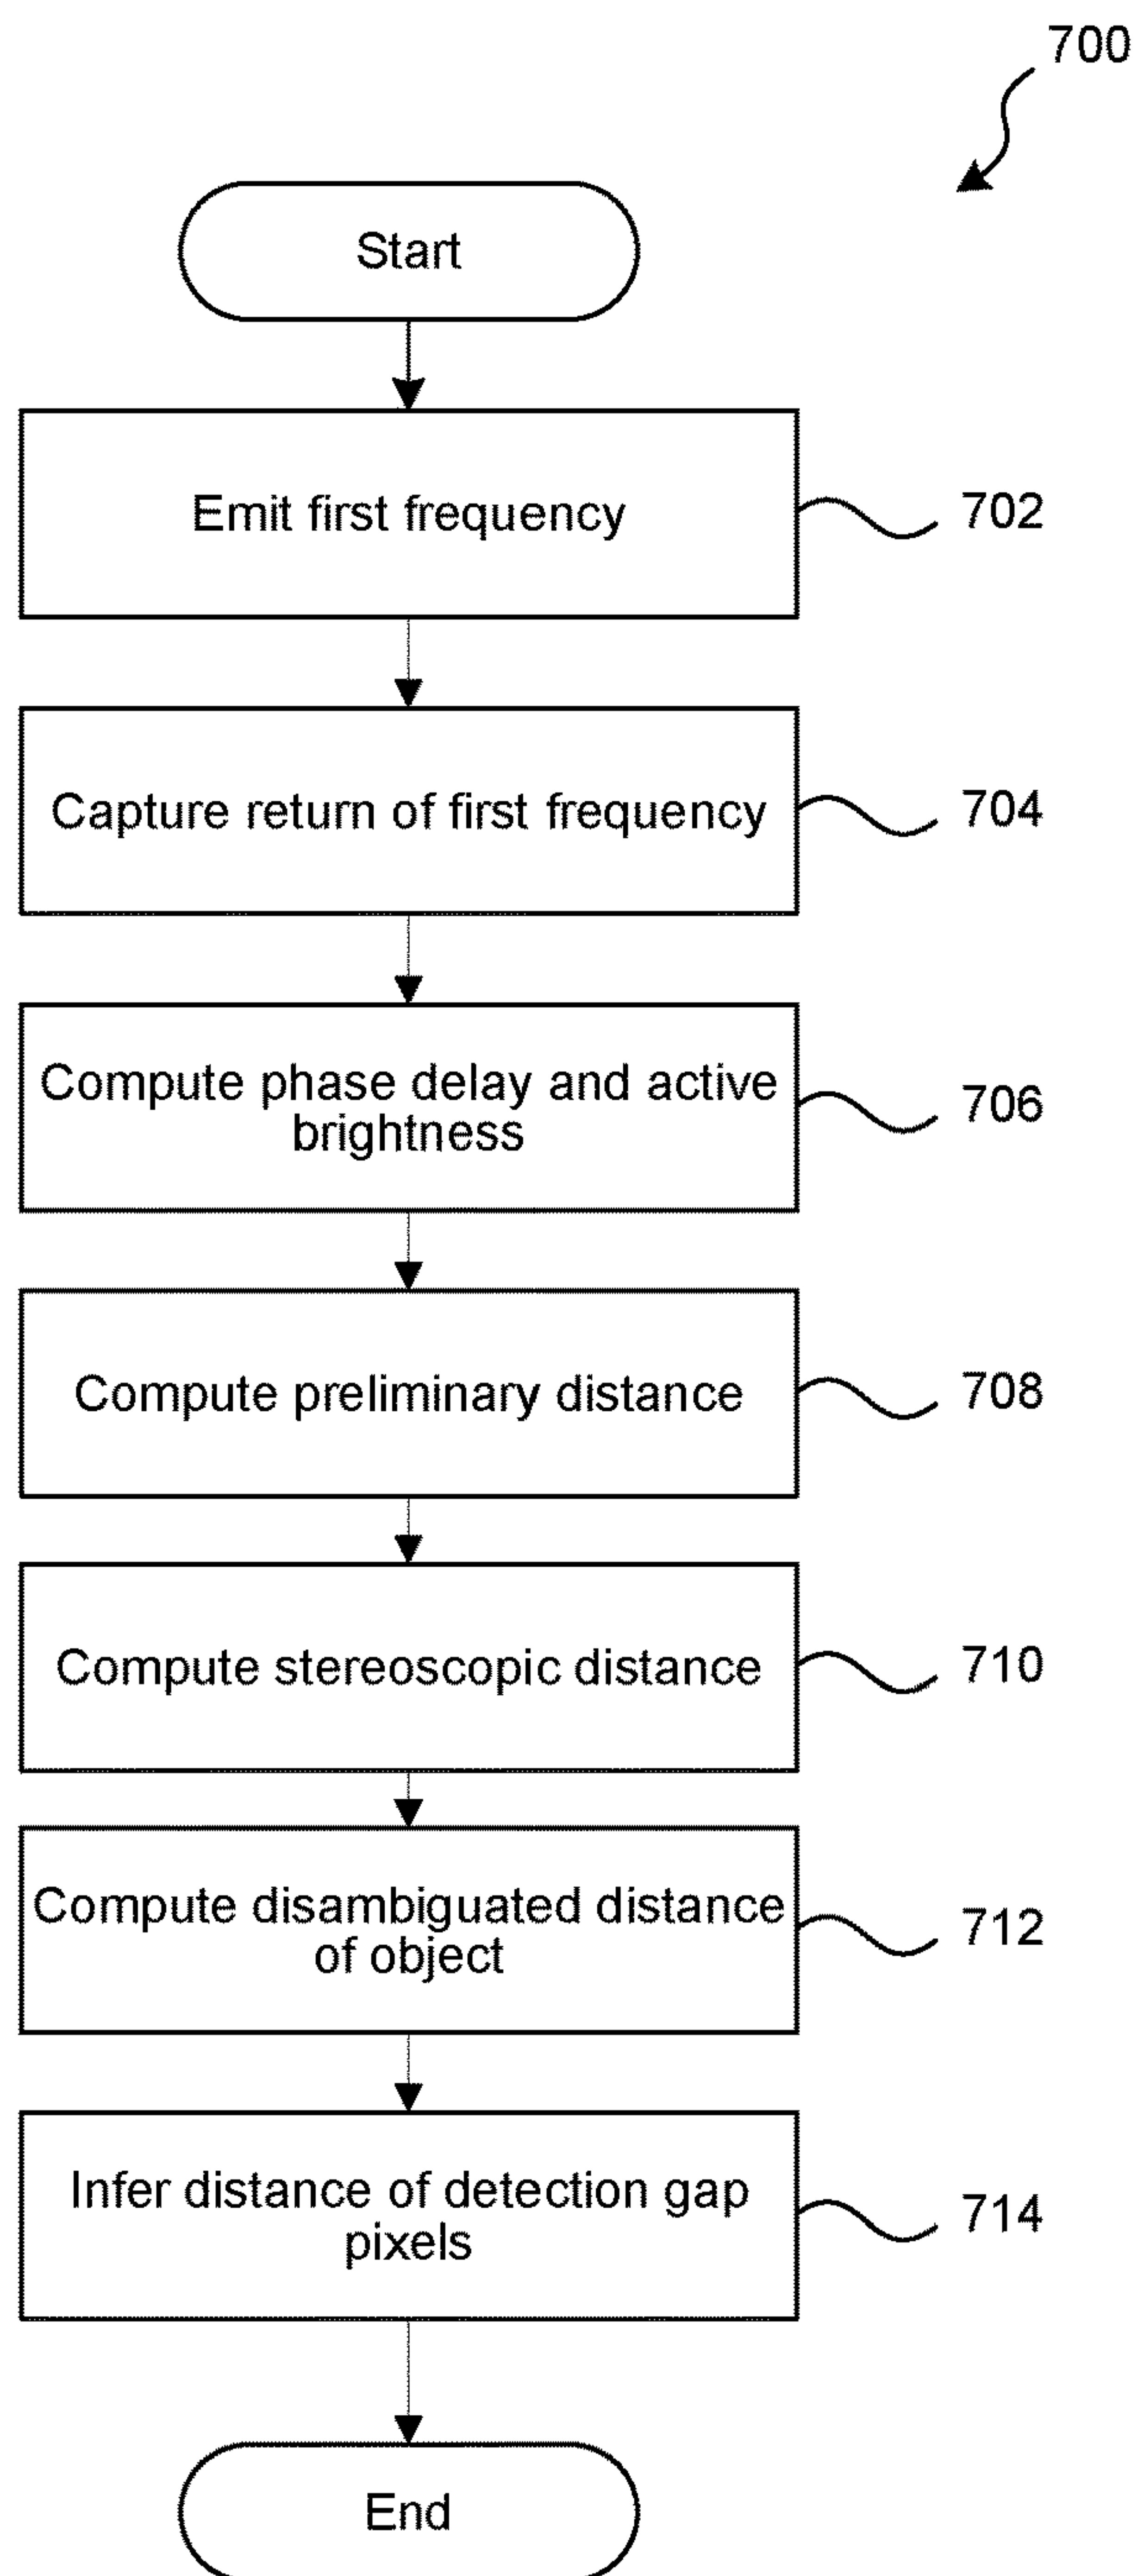 700
Start
Emit first frequency
702
Capture return of first frequency
704
Compute phase delay and active
brightness
706
Compute preliminary distance
708
Compute stereoscopic distance
710
Compute disambiguated distance
of object
712
Infer distance of detection gap
pixels
714
End